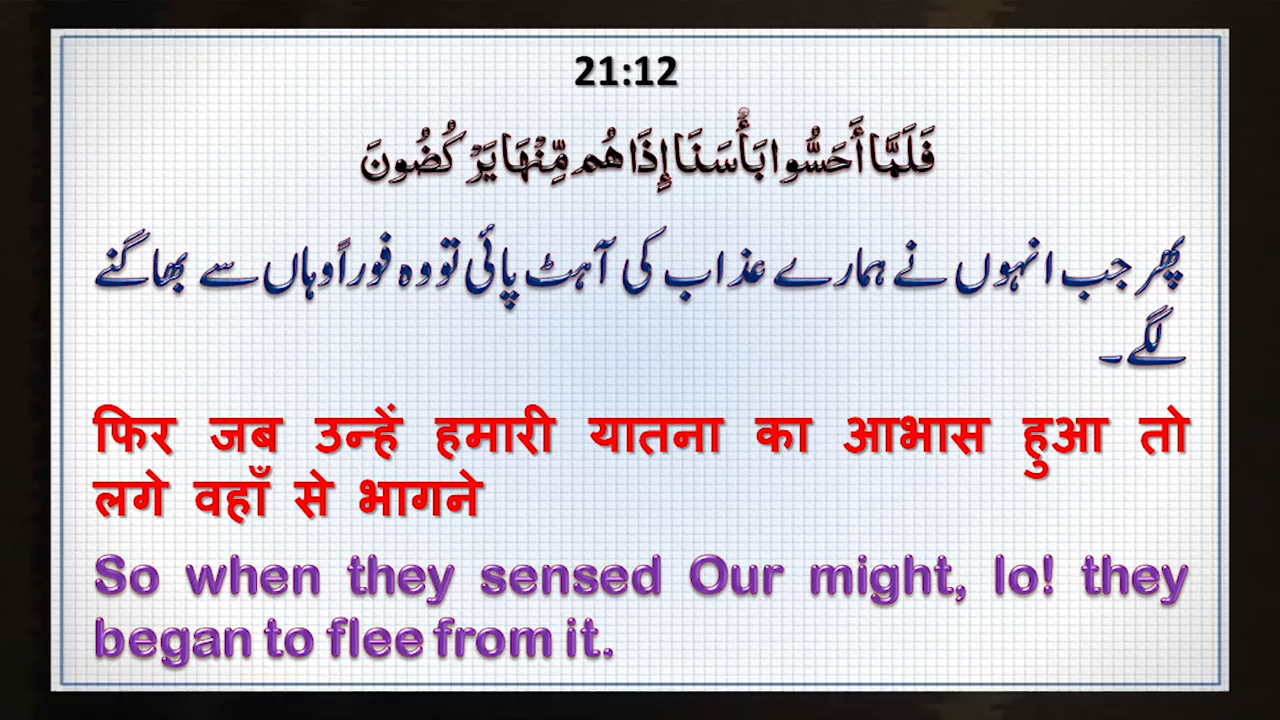 21:12
فَلَمَّا أَحَسُّوا بَأْسَنَا إِذَا هُم مِّنْهَا يَرْكُضُونَ
پھر جب انہوں نے ہمارے عذاب کی آہٹ پائی تو وہ فوراً وہاں سے بھاگنے
لگے۔
फिर जब उन्हें हमारी यातना का आभास हुआ तो
लगे वहाँ से भागने
So when they sensed Our might, lo! they
began to flee from it.